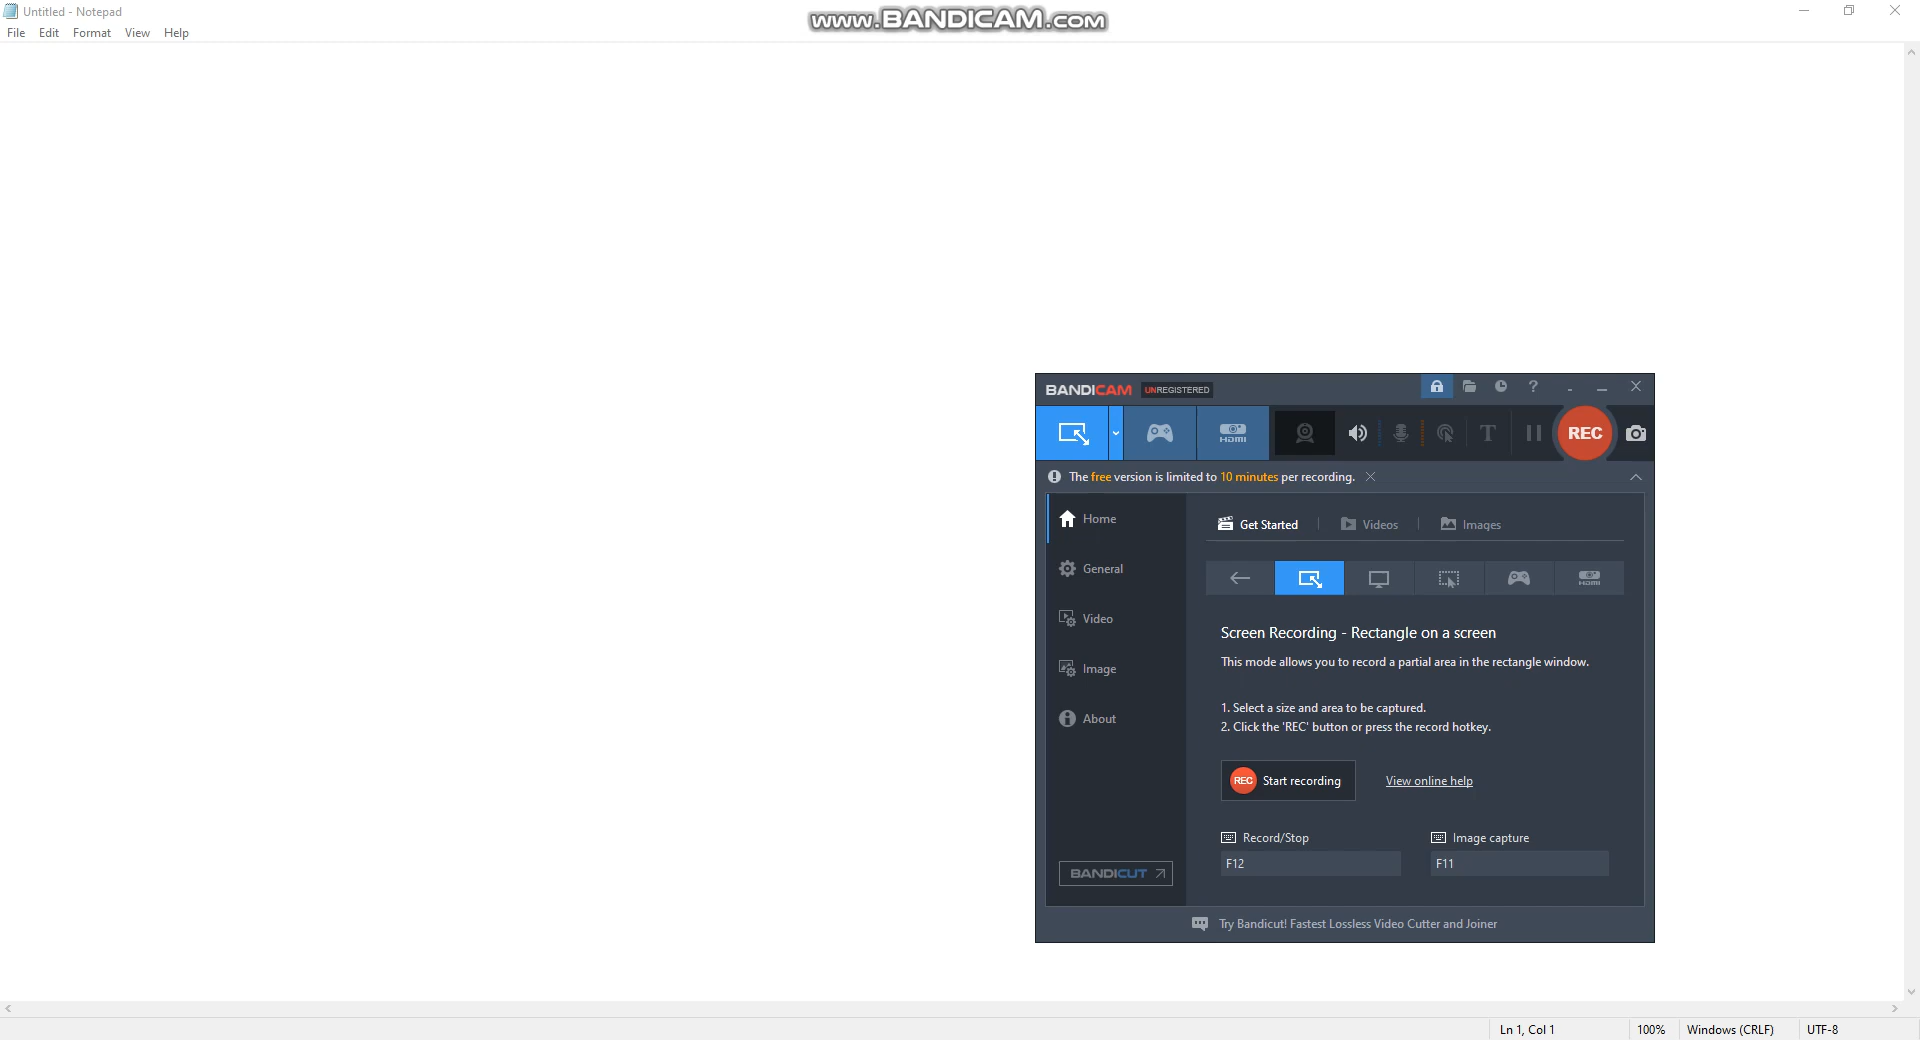 Untitled - Notepad
www.BANDICAM.com
File Edit Format View Help
BANDICAM UNREGISTERED
HDMI
T
REC
The free version is limited to 10 minutes per recording.
Home
General
Video
Image
About
BANDICUT
Get Started
Videos
Images
HDMI
Screen Recording - Rectangle on a screen
This mode allows you to record a partial area in the rectangle window.
1. Select a size and area to be captured.
2. Click the 'REC' button or press the record hotkey.
REC Start recording
View online help
Record/Stop
Image capture
F12
F11
Try Bandicut! Fastest Lossless Video Cutter and Joiner
Ln 1, Col 1
100%
Windows (CRLF)
UTF-8